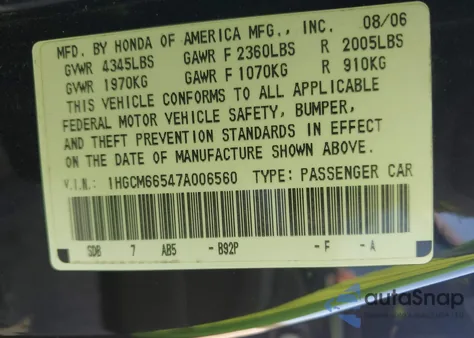 MFD. BY HONDA OF AMERICA MFG., INC. 08/06
GVWR 4345LBS GAWR F 2360LBS R 2005LBS
GVWR 1970KG GAWR F 1070KG R 910KG
THIS VEHICLE CONFORMS TO ALL APPLICABLE
FEDERAL MOTOR VEHICLE SAFETY, BUMPER,
AND THEFT PREVENTION STANDARDS IN EFFECT
ON THE DATE OF MANUFACTURE SHOWN ABOVE.
V.I.N.: 1HGCM66547A006560 TYPE: PASSENGER CAR
SDB 7 AB5 -B92P -F -A
autoSnap